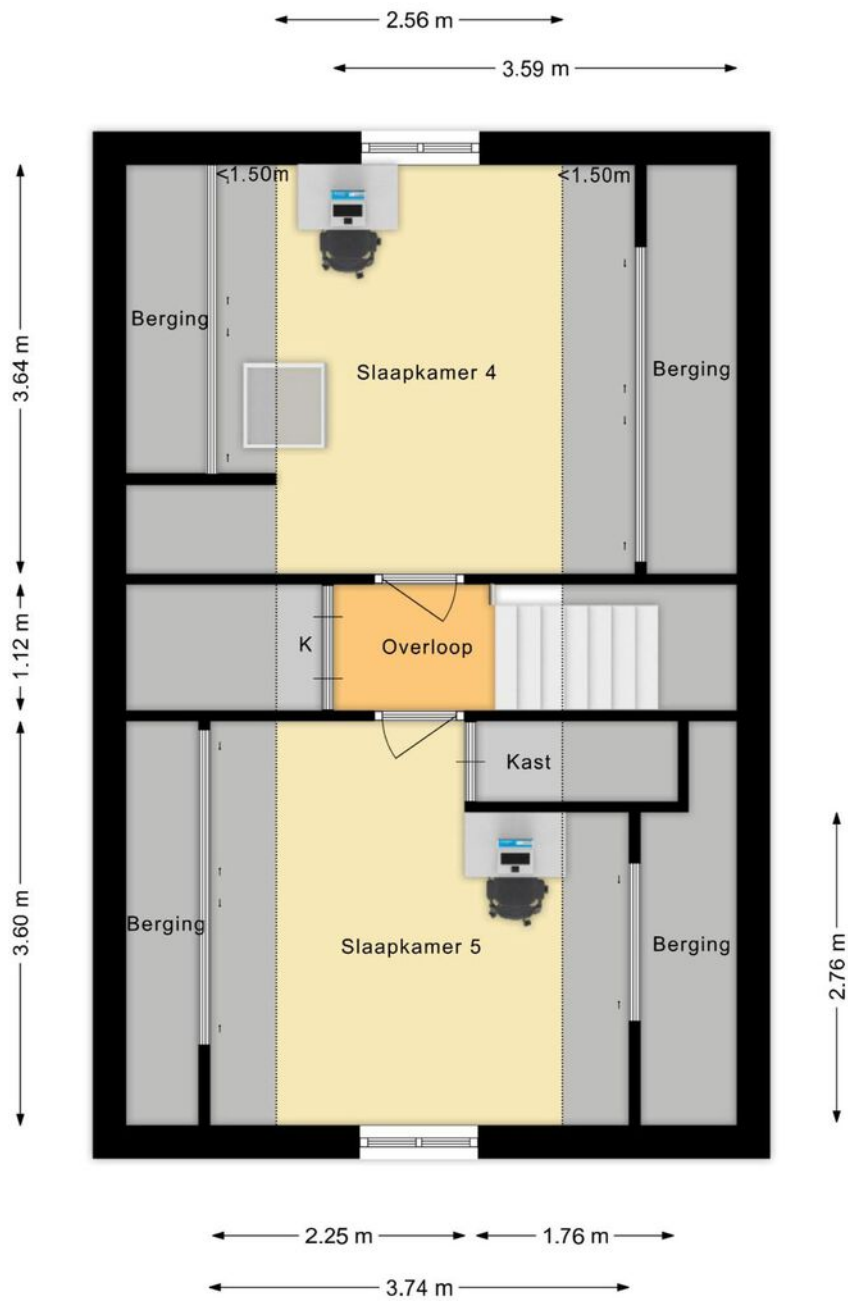 2.56 m
3.59 m
<1.50m
<1.50m
Berging
3.64 m
Slaapkamer 4
Berging
1.12 m
K
Overloop
Kast
3.60 m
Berging
Slaapkamer 5
Berging
2.76 m
2.25 m
1.76 m
3.74 m